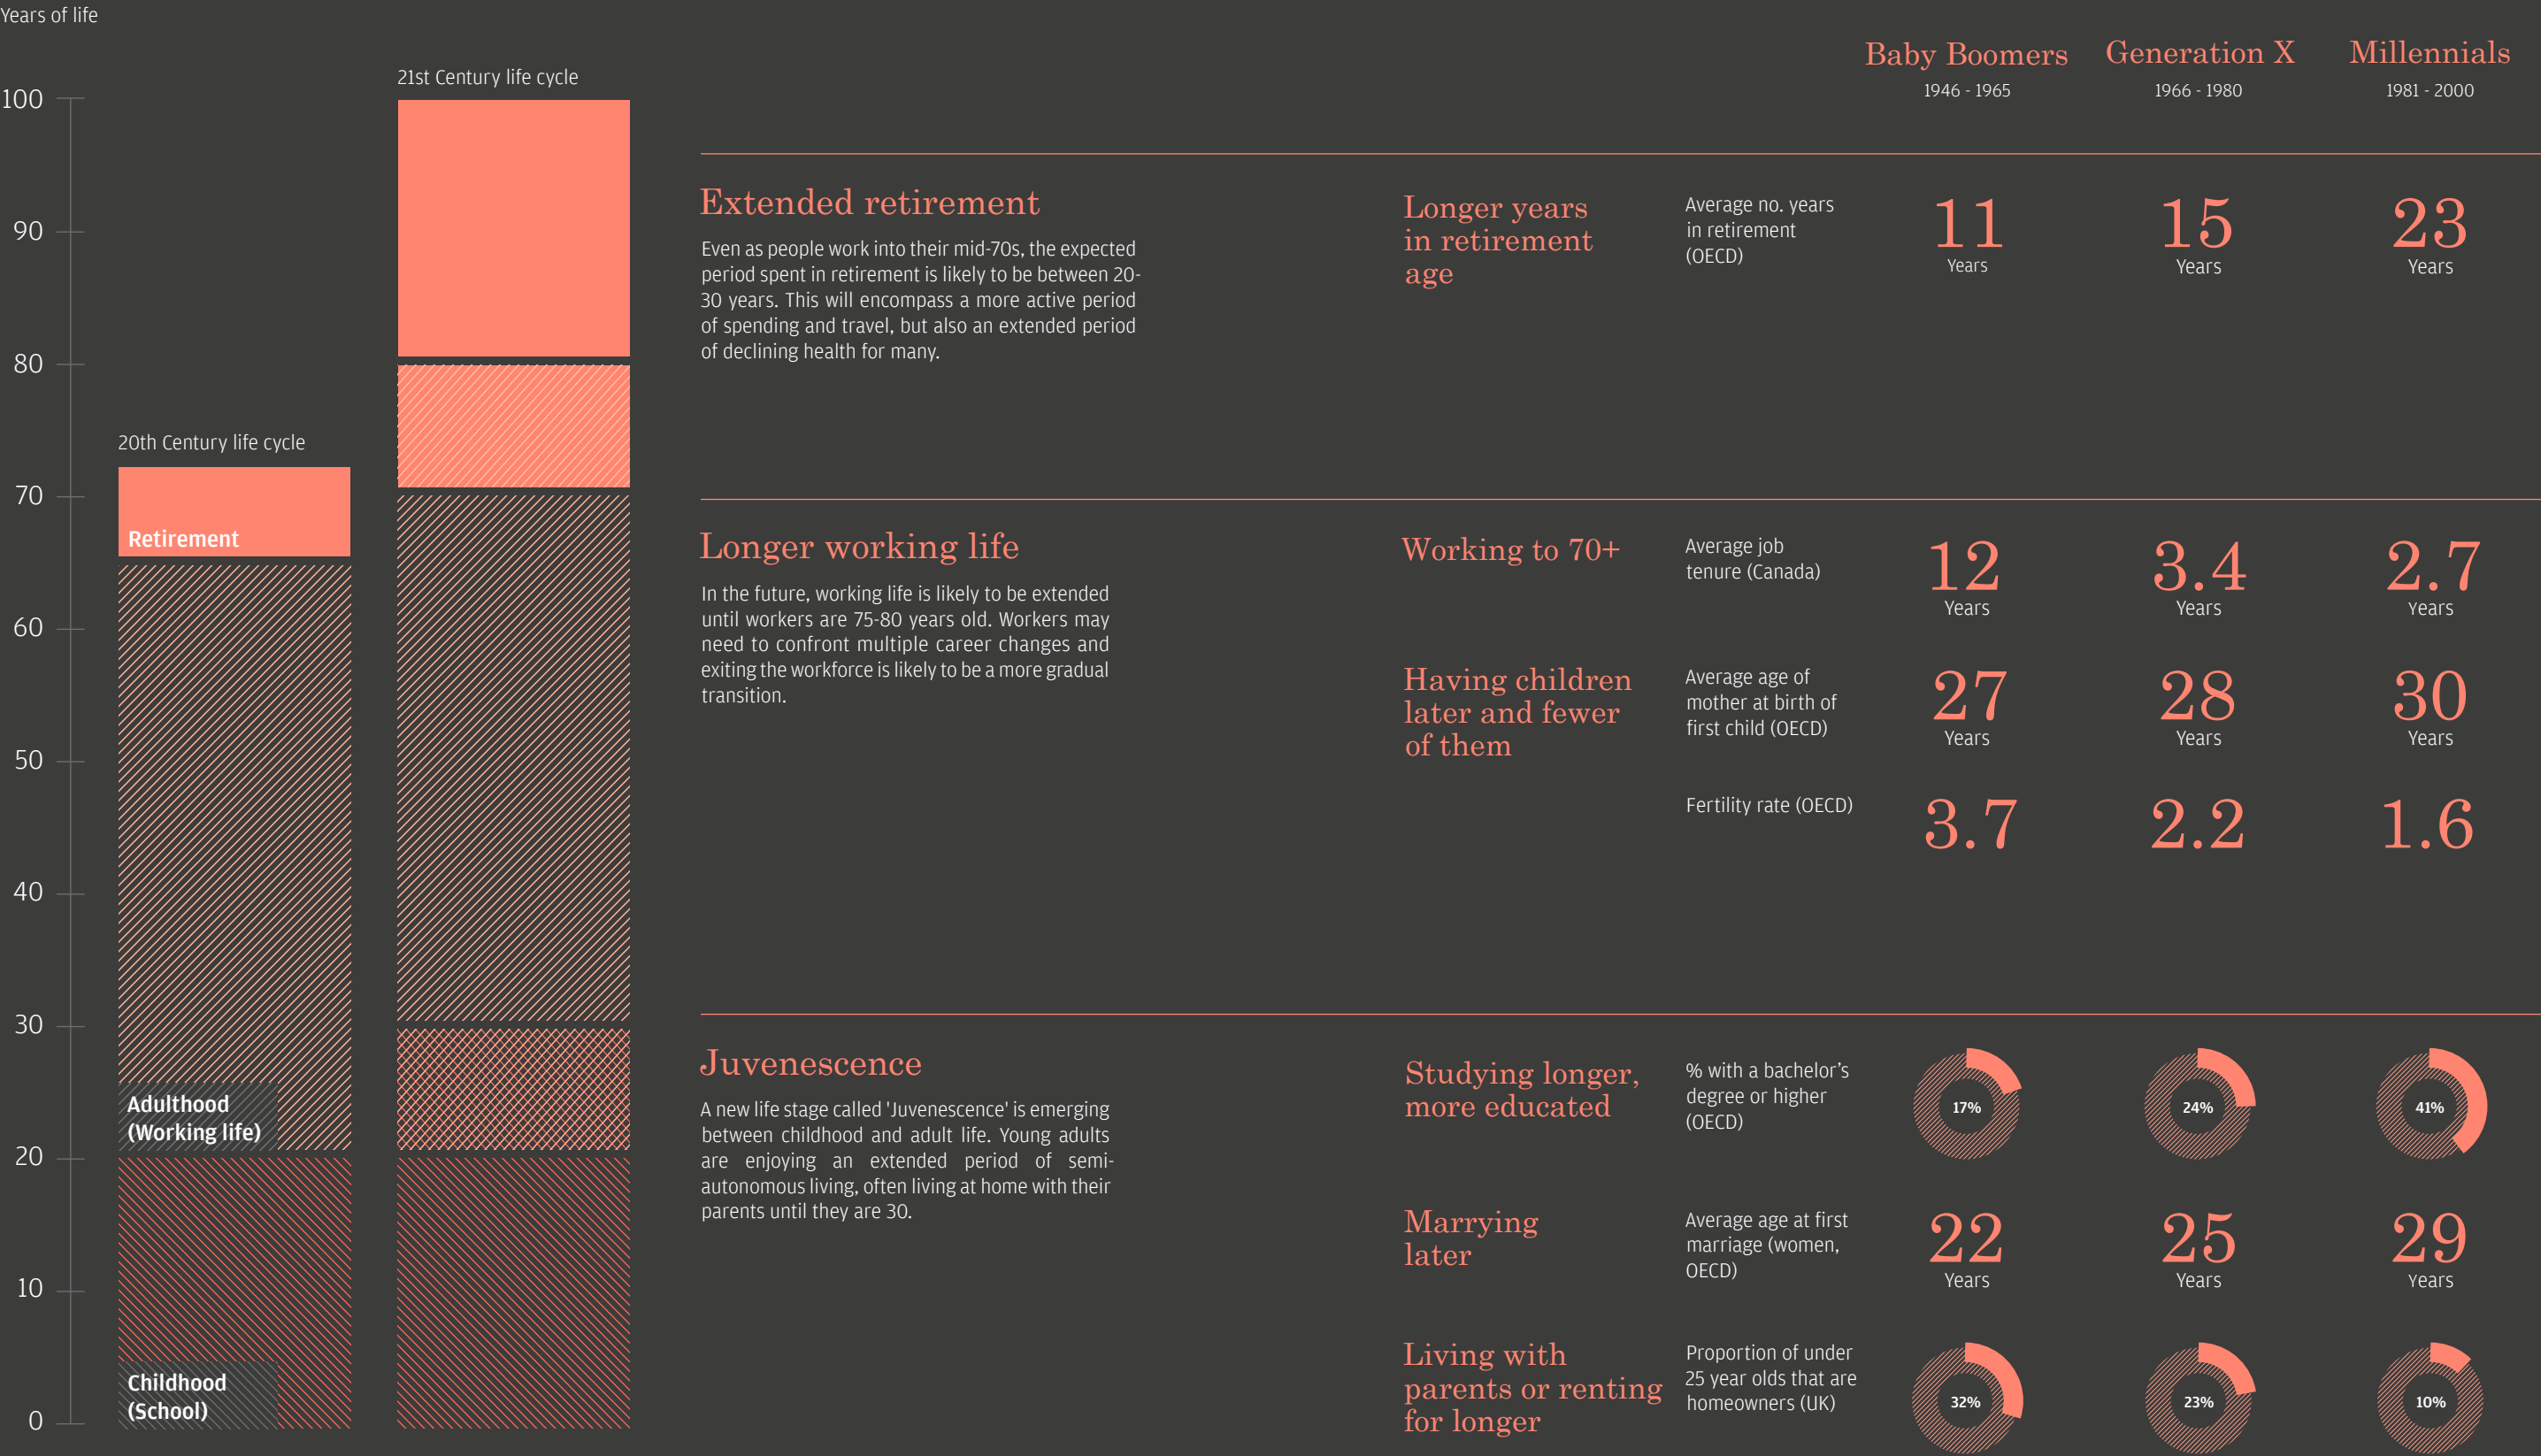 Years of life
100
90
80
70
60
50
40
30
20
10
0
20th Century life cycle
Retirement
Adulthood
(Working life)
Childhood
(School)
21st Century life cycle
Baby Boomers
1946 - 1965
Generation X
1966 - 1980
Millennials
1981 - 2000
Extended retirement
Even as people work into their mid-70s, the expected
period spent in retirement is likely to be between 20-
30 years. This will encompass a more active period
of spending and travel, but also an extended period
of declining health for many.
Longer years
in retirement
age
Average no. years
in retirement
(OECD)
11
Years
15
Years
23
Years
Longer working life
In the future, working life is likely to be extended
until workers are 75-80 years old. Workers may
need to confront multiple career changes and
exiting the workforce is likely to be a more gradual
transition.
Working to 70+
Average job
tenure (Canada)
12
Years
3.4
Years
2.7
Years
Having children
later and fewer
of them
Average age of
mother at birth of
first child (OECD)
27
Years
28
Years
30
Years
Fertility rate (OECD)
3.7
2.2
1.6
Juvenescence
A new life stage called 'Juvenescence' is emerging
between childhood and adult life. Young adults
are enjoying an extended period of semi-
autonomous living, often living at home with their
parents until they are 30.
Studying longer,
more educated
% with a bachelor's
degree or higher
(OECD)
17%
24%
41%
Marrying
later
Average age at first
marriage (women,
OECD)
22
Years
25
Years
29
Years
Living with
parents or renting
for longer
Proportion of under
25 year olds that are
homeowners (UK)
32%
23%
10%